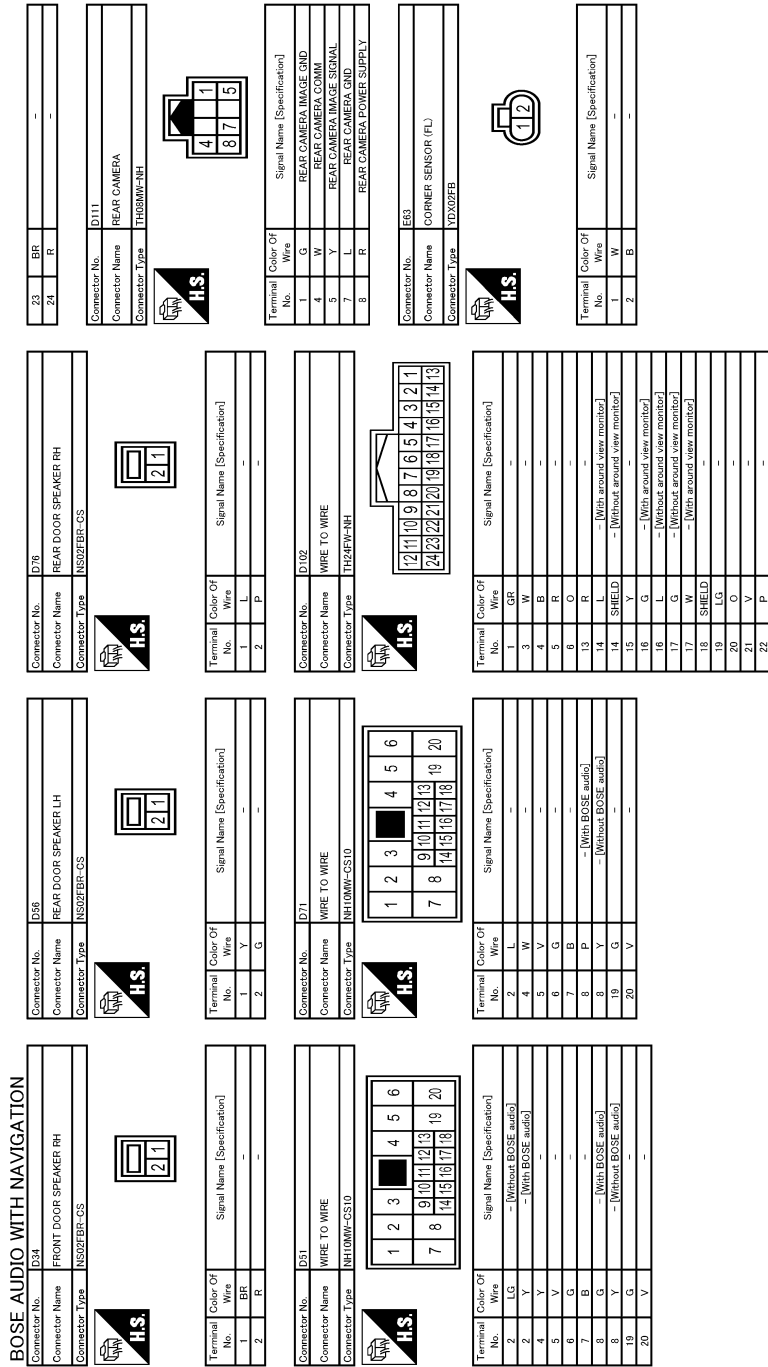 BOSE AUDIO WITH NAVIGATION
Connector No. D34
Connector Name FRONT DOOR SPEAKER RH
Connector Type NS02FBR-CS
H.S.
2 1
Terminal No. Color Of Wire Signal Name [Specification]
1 BR –
2 R –
Connector No. D51
Connector Name WIRE TO WIRE
Connector Type NH10MW-CS10
H.S.
1 2 3 4 5 6
7 8 9 10 11 12 13 19 20
14 15 16 17 18
Terminal No. Color Of Wire Signal Name [Specification]
2 LG – [Without BOSE audio]
2 Y – [With BOSE audio]
4 Y –
5 V –
6 G –
7 B –
8 G – [With BOSE audio]
8 Y – [Without BOSE audio]
19 G –
20 V –
Connector No. D56
Connector Name REAR DOOR SPEAKER LH
Connector Type NS02FBR-CS
H.S.
2 1
Terminal No. Color Of Wire Signal Name [Specification]
1 Y –
2 G –
Connector No. D71
Connector Name WIRE TO WIRE
Connector Type NH10MW-CS10
H.S.
1 2 3 4 5 6
7 8 9 10 11 12 13 19 20
14 15 16 17 18
Terminal No. Color Of Wire Signal Name [Specification]
2 L –
4 W –
5 V –
6 G –
7 B –
8 P – [With BOSE audio]
8 Y – [Without BOSE audio]
19 G –
20 V –
Connector No. D76
Connector Name REAR DOOR SPEAKER RH
Connector Type NS02FBR-CS
H.S.
2 1
Terminal No. Color Of Wire Signal Name [Specification]
1 L –
2 P –
Connector No. D102
Connector Name WIRE TO WIRE
Connector Type TH24FW-NH
H.S.
12 11 10 9 8 7 6 5 4 3 2 1
24 23 22 21 20 19 18 17 16 15 14 13
Terminal No. Color Of Wire Signal Name [Specification]
1 GR –
3 W –
4 B –
5 R –
6 O –
13 R –
14 L – [With around view monitor]
14 SHIELD – [Without around view monitor]
15 Y –
16 G – [With around view monitor]
16 L – [Without around view monitor]
17 G – [Without around view monitor]
17 W – [With around view monitor]
18 SHIELD –
19 LG –
20 O –
21 V –
22 P –
23 BR –
24 R –
Connector No. D111
Connector Name REAR CAMERA
Connector Type TH08MW-NH
H.S.
4 1
8 7 5
Terminal No. Color Of Wire Signal Name [Specification]
1 G REAR CAMERA IMAGE GND
4 W REAR CAMERA COMM
5 Y REAR CAMERA IMAGE SIGNAL
7 L REAR CAMERA GND
8 R REAR CAMERA POWER SUPPLY
Connector No. E63
Connector Name CORNER SENSOR (FL)
Connector Type YDX02FB
H.S.
1 2
Terminal No. Color Of Wire Signal Name [Specification]
1 W –
2 B –